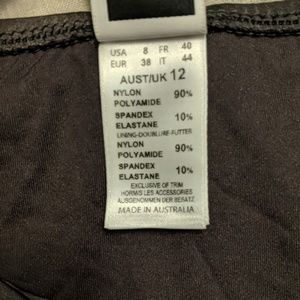 USA 8 FR 40
EUR 38 IT 44
AUST/UK 12
NYLON
POLYAMIDE 90%
SPANDEX
ELASTANE 10%
LINING-DOUBLURE-FUTTER
NYLON
POLYAMIDE 90%
SPANDEX
ELASTANE 10%
EXCLUSIVE OF TRIM
HORMIS LES ACCESSORIES
AUSGENOMMEN DER BESATZ
MADE IN AUSTRALIA